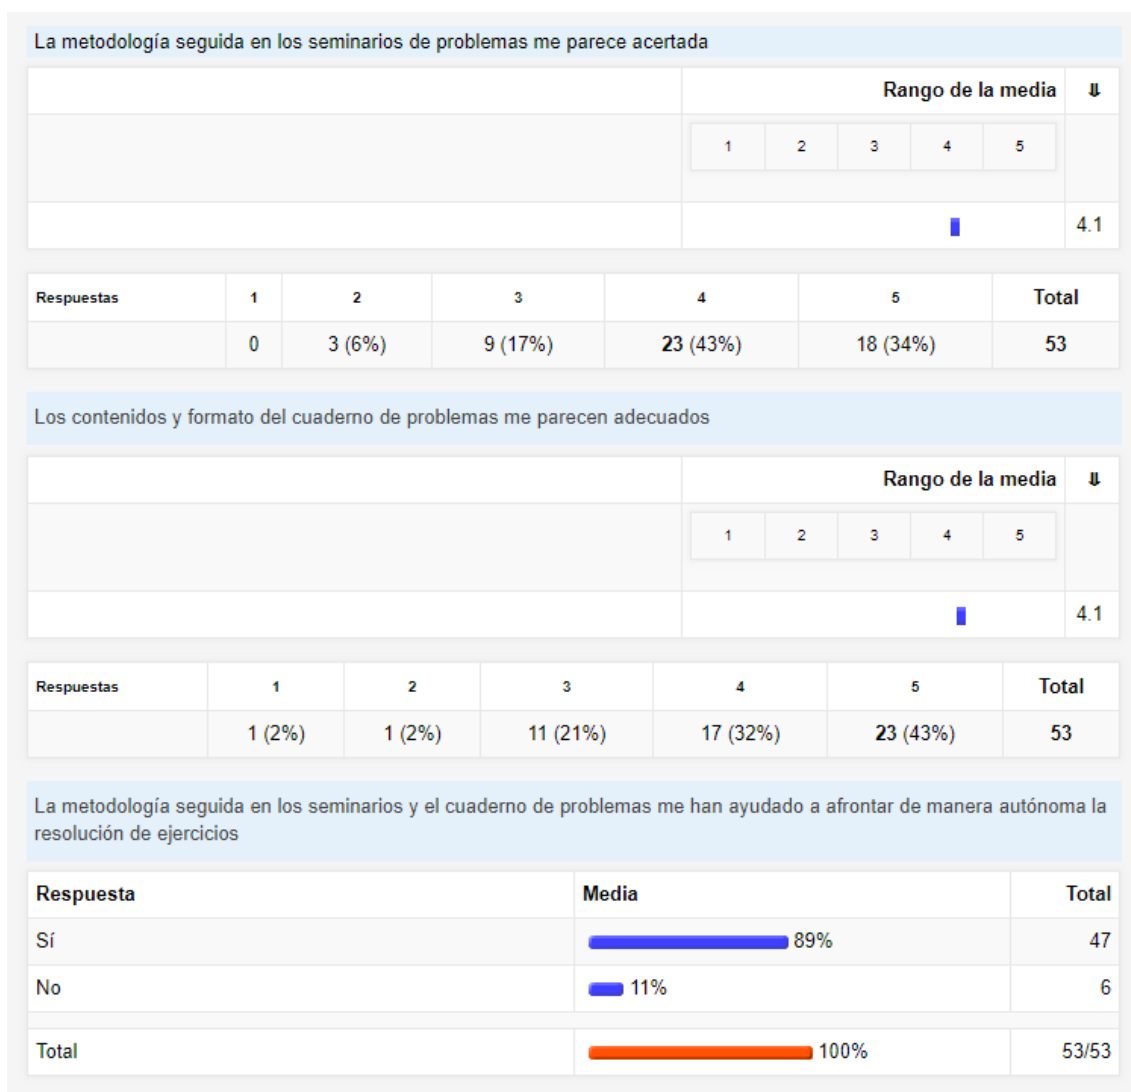 La metodología seguida en los seminarios de problemas me parece acertada
Rango de la media ⇓
1 2 3 4 5
4.1
Respuestas 1 2 3 4 5 Total
0 3 (6%) 9 (17%) 23 (43%) 18 (34%) 53
Los contenidos y formato del cuaderno de problemas me parecen adecuados
Rango de la media ⇓
1 2 3 4 5
4.1
Respuestas 1 2 3 4 5 Total
1 (2%) 1 (2%) 11 (21%) 17 (32%) 23 (43%) 53
La metodología seguida en los seminarios y el cuaderno de problemas me han ayudado a afrontar de manera autónoma la
resolución de ejercicios
Respuesta Media Total
Sí 89% 47
No 11% 6
Total 100% 53/53